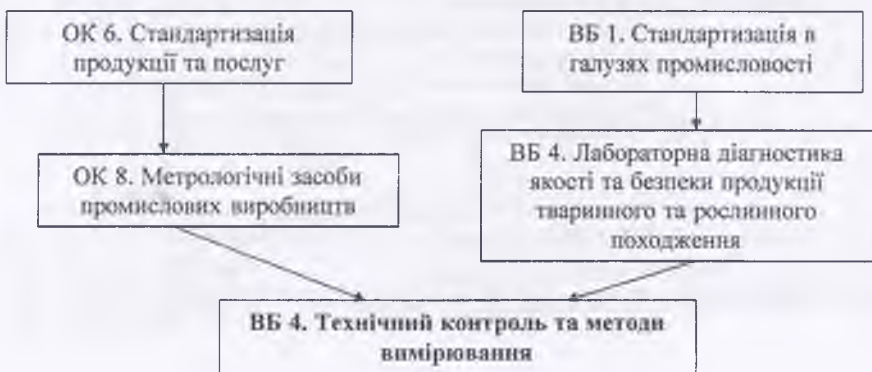 ОК 6. Стандартизація
продукції та послуг
ВБ 1. Стандартизація в
галузях промисловості
ОК 8. Метрологічні засоби
промислових виробництв
ВБ 4. Лабораторна діагностика
якості та безпеки продукції
тваринного та рослинного
походження
ВБ 4. Технічний контроль та методи
вимірювання